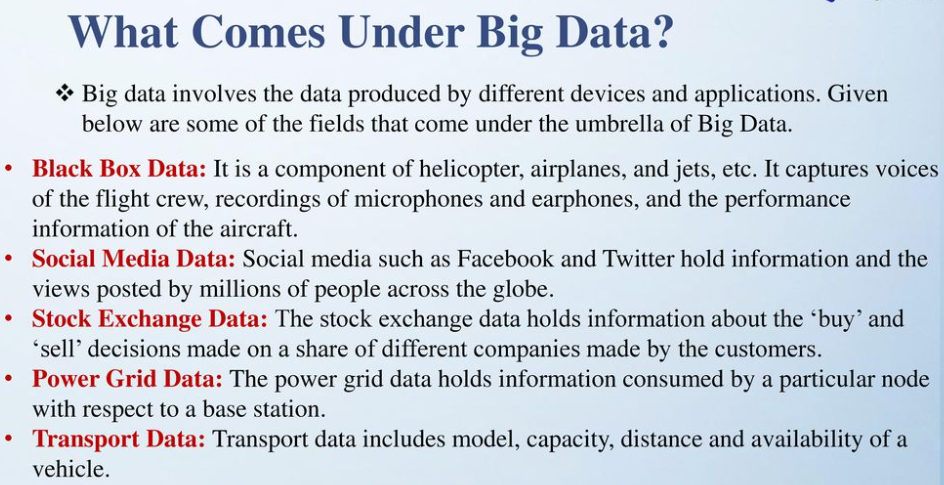 What Comes Under Big Data?
❖ Big data involves the data produced by different devices and applications. Given
below are some of the fields that come under the umbrella of Big Data.
• Black Box Data: It is a component of helicopter, airplanes, and jets, etc. It captures voices
of the flight crew, recordings of microphones and earphones, and the performance
information of the aircraft.
• Social Media Data: Social media such as Facebook and Twitter hold information and the
views posted by millions of people across the globe.
• Stock Exchange Data: The stock exchange data holds information about the ‘buy’ and
‘sell’ decisions made on a share of different companies made by the customers.
• Power Grid Data: The power grid data holds information consumed by a particular node
with respect to a base station.
• Transport Data: Transport data includes model, capacity, distance and availability of a
vehicle.